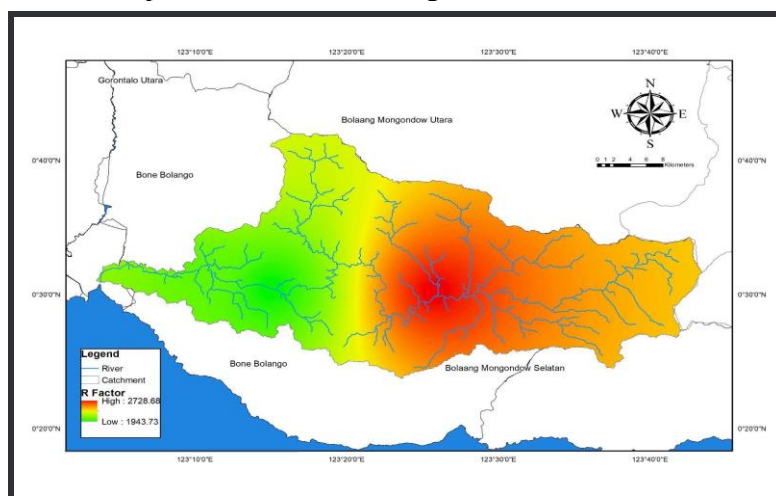 123°10'0"E 123°20'0"E 123°30'0"E 123°40'0"E
Gorontalo Utara
Bolaang Mongondow Utara
N
W E
S
0 1 2 4 6 8
Kilometers
0°40'0"N 0°40'0"N
Bone Bolango
0°30'0"N 0°30'0"N
Legend
River
Catchment
R Factor
High : 2728.68
Low : 1943.73
Bone Bolango
Bolaang Mongondow Selatan
0°20'0"N 0°20'0"N
123°10'0"E 123°20'0"E 123°30'0"E 123°40'0"E